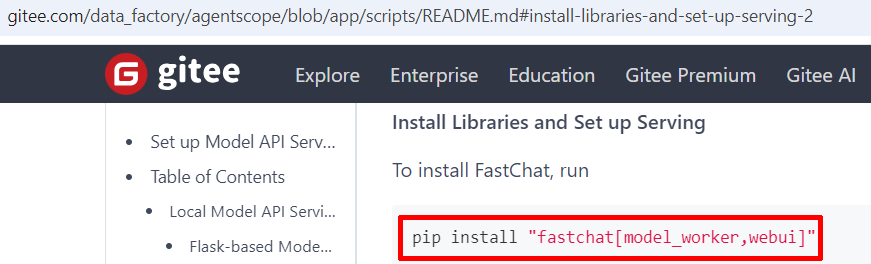 gitee.com/data_factory/agentscope/blob/app/scripts/README.md#install-libraries-and-set-up-serving-2
G gitee Explore Enterprise Education Gitee Premium Gitee AI
Set up Model API Serv...
Table of Contents
Local Model API Servi...
Flask-based Mode...
Install Libraries and Set up Serving
To install FastChat, run
pip install "fastchat[model_worker,webui]"